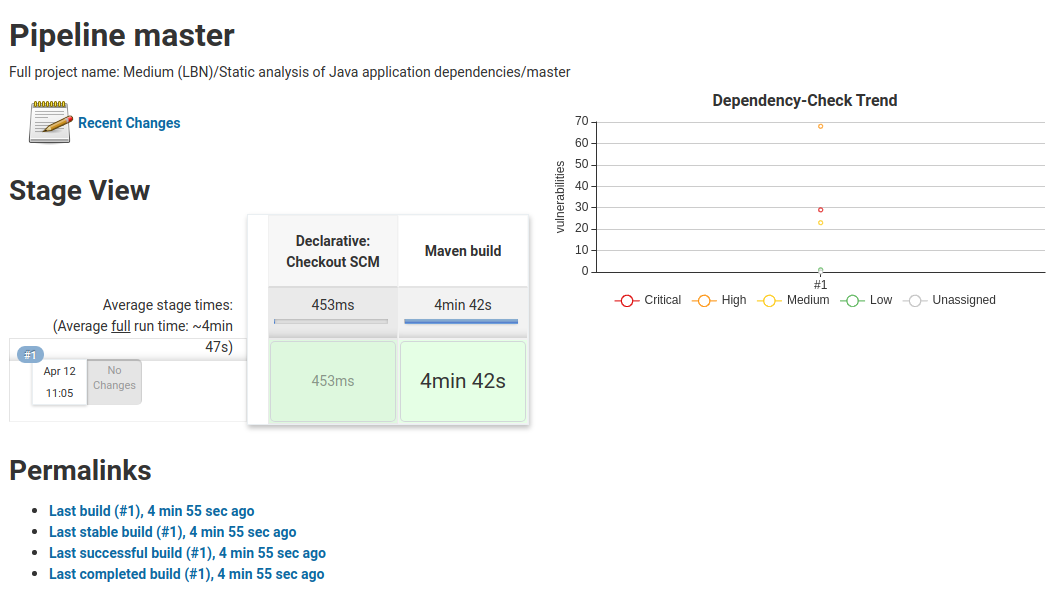 Pipeline master
Full project name: Medium (LBN)/Static analysis of Java application dependencies/master
Recent Changes
Stage View
Declarative:
Checkout SCM
Maven build
Average stage times:
(Average full run time: ~4min
47s)
453ms
4min 42s
#1
Apr 12
11:05
No
Changes
453ms
4min 42s
Dependency-Check Trend
vulnerabilities
70
60
50
40
30
20
10
0
#1
Critical High Medium Low Unassigned
Permalinks
Last build (#1), 4 min 55 sec ago
Last stable build (#1), 4 min 55 sec ago
Last successful build (#1), 4 min 55 sec ago
Last completed build (#1), 4 min 55 sec ago